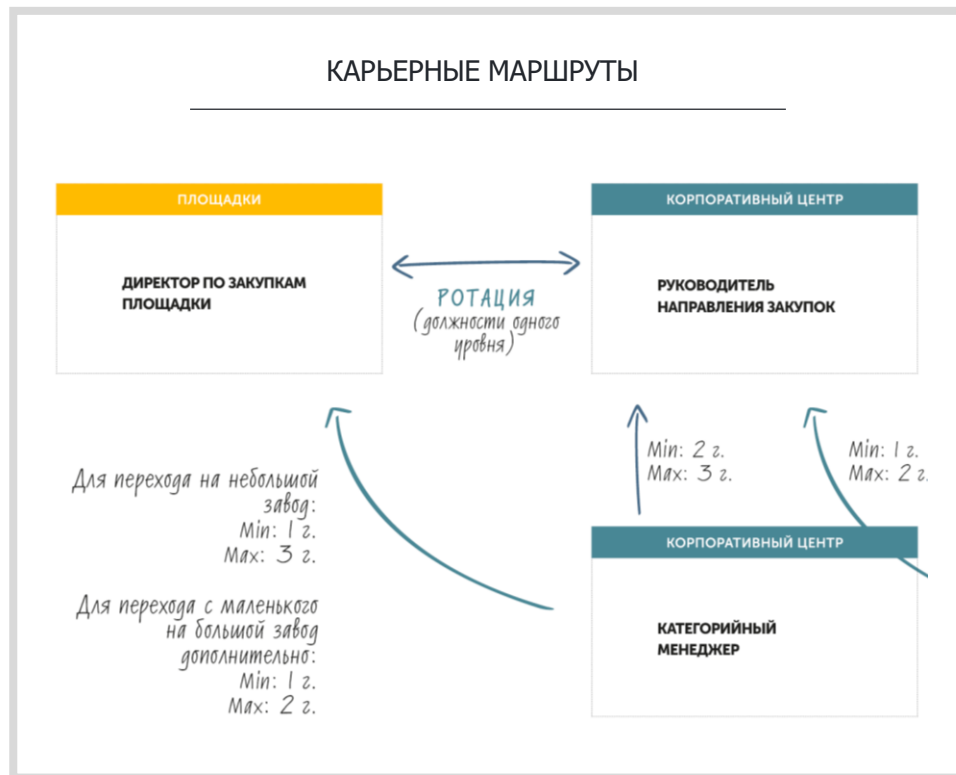 КАРЬЕРНЫЕ МАРШРУТЫ
ПЛОЩАДКИ
ДИРЕКТОР ПО ЗАКУПКАМ
ПЛОЩАДКИ
РОТАЦИЯ
(должности одного
уровня)
КОРПОРАТИВНЫЙ ЦЕНТР
РУКОВОДИТЕЛЬ
НАПРАВЛЕНИЯ ЗАКУПОК
Для перехода на небольшой
завод:
Min: 1 г.
Max: 3 г.
Для перехода с маленького
на большой завод
дополнительно:
Min: 1 г.
Max: 2 г.
Min: 2 г.
Max: 3 г.
Min: 1 г.
Max: 2 г.
КОРПОРАТИВНЫЙ ЦЕНТР
КАТЕГОРИЙНЫЙ
МЕНЕДЖЕР